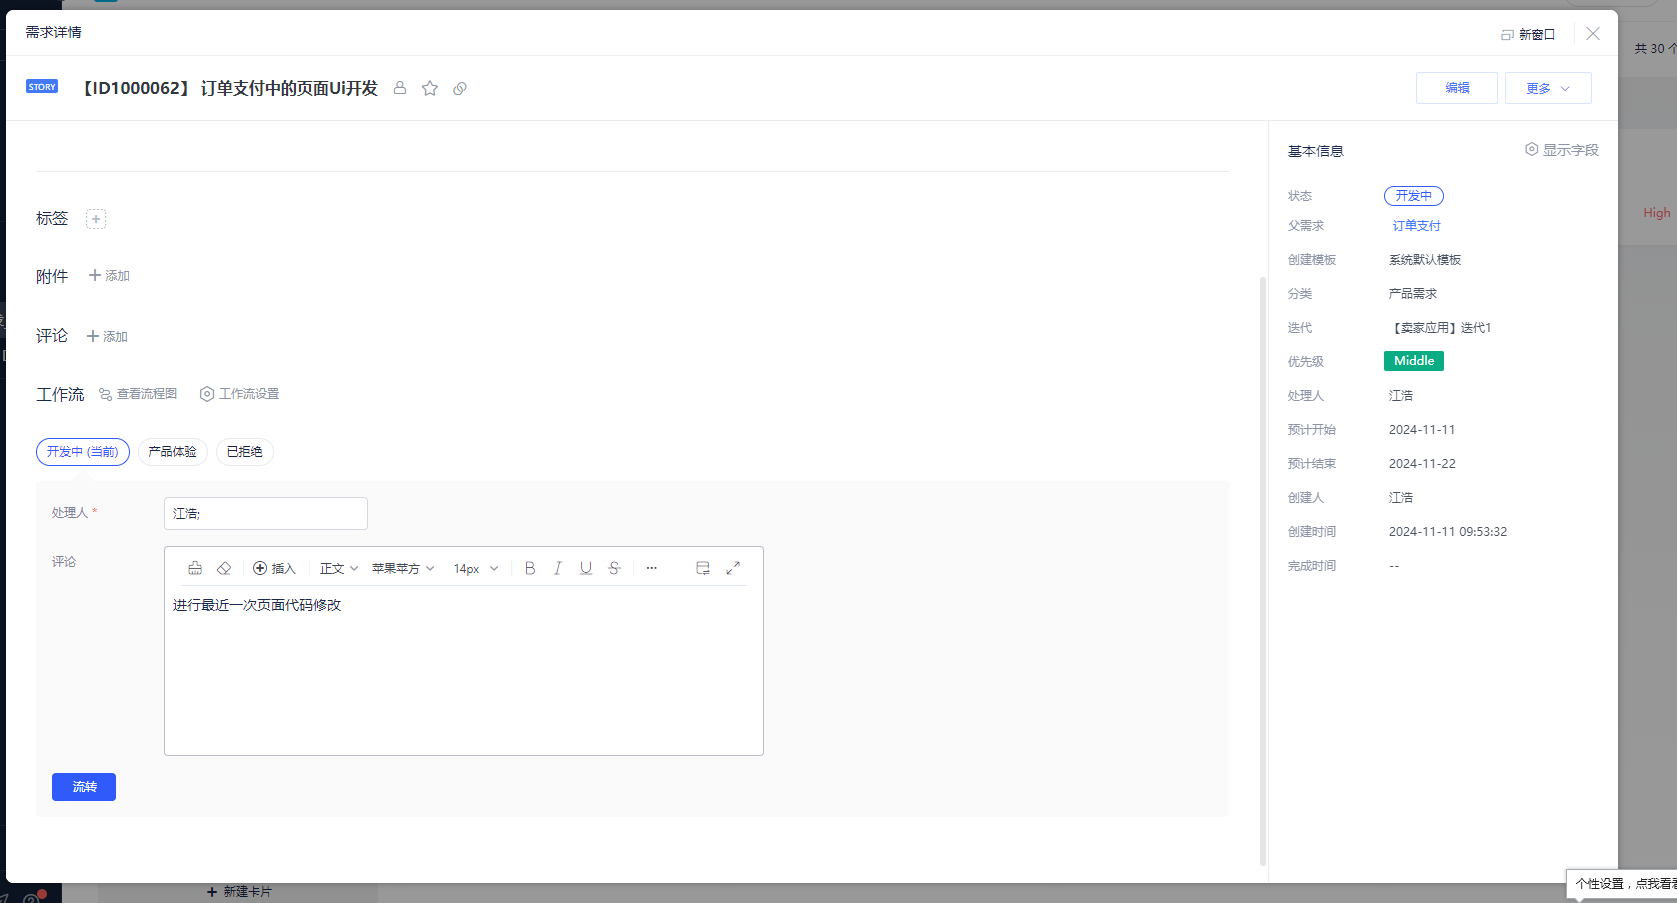 需求详情
新窗口
共 30 个
STORY
【ID1000062】 订单支付中的页面Ui开发
编辑
更多
基本信息
显示字段
标签
附件
添加
评论
添加
工作流
查看流程图
工作流设置
开发中 (当前)
产品体验
已拒绝
处理人 *
江浩;
评论
插入
正文
苹果苹方
14px
B
I
U
S
···
进行最近一次页面代码修改
流转
状态
开发中
父需求
订单支付
创建模板
系统默认模板
分类
产品需求
迭代
【卖家应用】迭代1
优先级
Middle
处理人
江浩
预计开始
2024-11-11
预计结束
2024-11-22
创建人
江浩
创建时间
2024-11-11 09:53:32
完成时间
--
High
新建卡片
个性设置，点我看